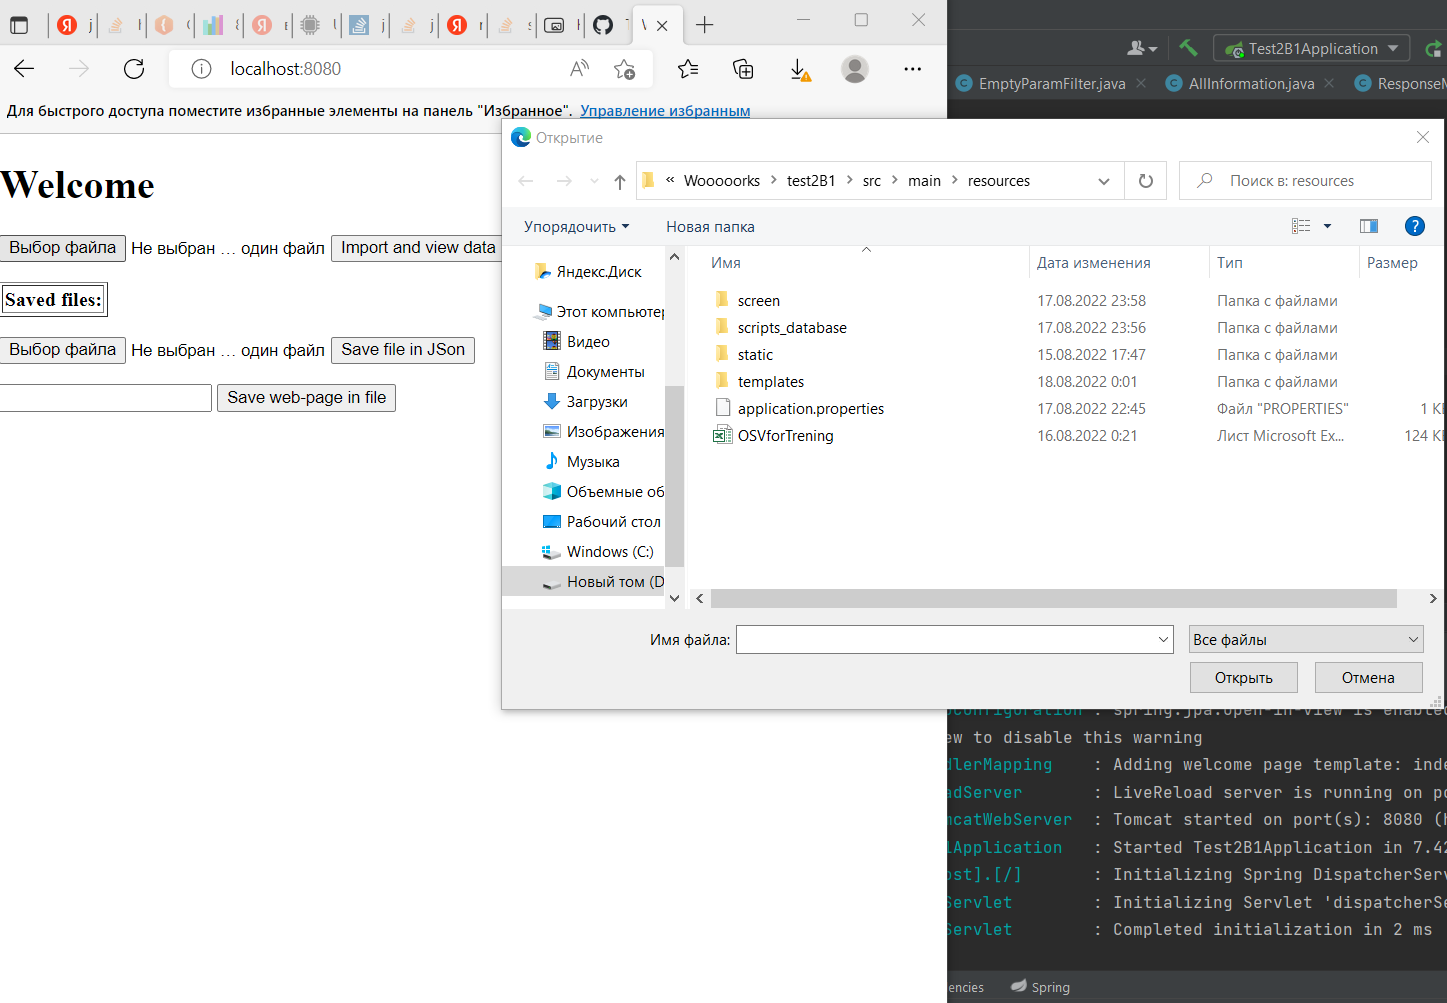 localhost:8080
Для быстрого доступа поместите избранные элементы на панель "Избранное". Управление избранным
Welcome
Выбор файла Не выбран ... один файл Import and view data
Saved files:
Выбор файла Не выбран ... один файл Save file in JSon
Save web-page in file
Открытие
« Wooooorks › test2B1 › src › main › resources
Поиск в: resources
Упорядочить Новая папка
Имя Дата изменения Тип Размер
Яндекс.Диск
Этот компьютер
Видео
Документы
Загрузки
Изображения
Музыка
Объемные об
Рабочий стол
Windows (C:)
Новый том (D
screen 17.08.2022 23:58 Папка с файлами
scripts_database 17.08.2022 23:56 Папка с файлами
static 15.08.2022 17:47 Папка с файлами
templates 18.08.2022 0:01 Папка с файлами
application.properties 17.08.2022 22:45 Файл "PROPERTIES" 1 КБ
OSVforTrening 16.08.2022 0:21 Лист Microsoft Ex... 124 КБ
Имя файла: Все файлы
Открыть Отмена
Test2B1Application
EmptyParamFilter.java AllInformation.java ResponseM
: spring.jpa.open-in-view is enabled
ew to disable this warning
dlerMapping : Adding welcome page template: inde
adServer : LiveReload server is running on po
mcatWebServer : Tomcat started on port(s): 8080 (h
1Application : Started Test2B1Application in 7.42
ost].[/] : Initializing Spring DispatcherServ
Servlet : Initializing Servlet 'dispatcherSe
Servlet : Completed initialization in 2 ms
encies Spring